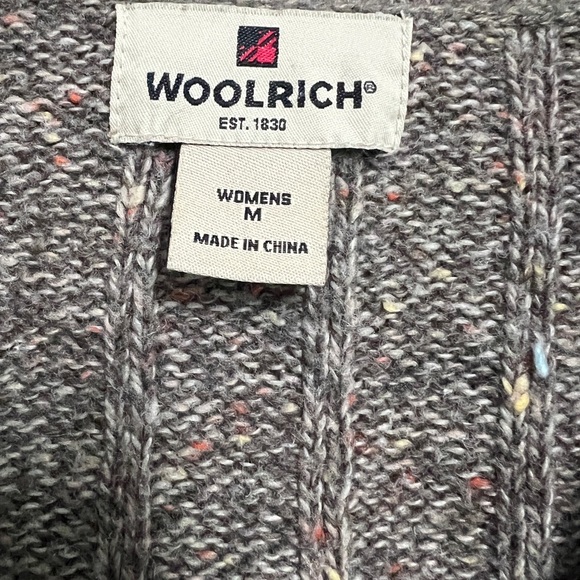 WOOLRICH®
EST. 1830
WOMENS
M
MADE IN CHINA